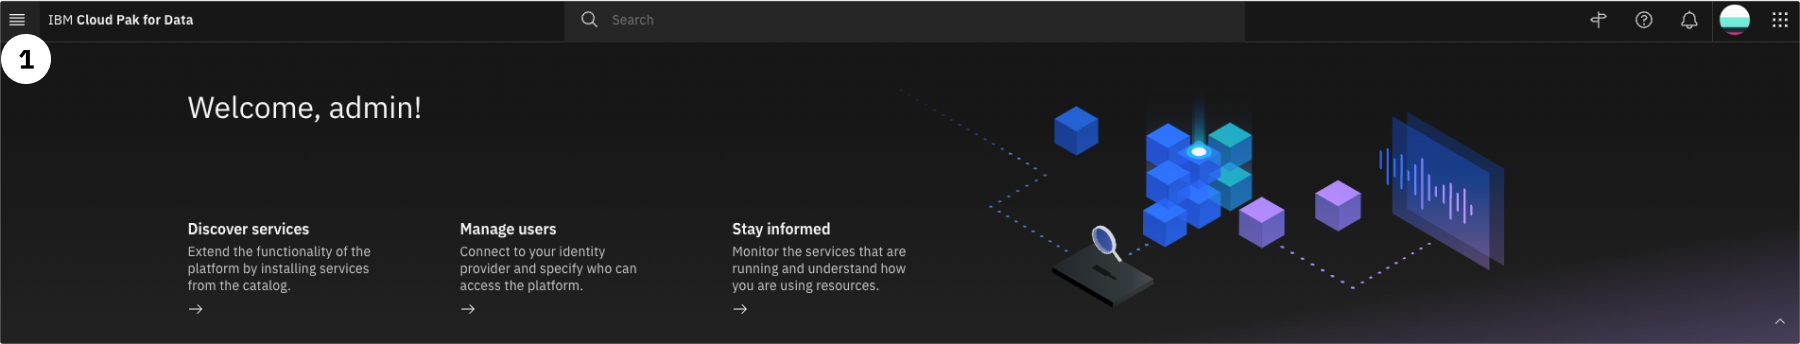 IBM Cloud Pak for Data
Search
1
Welcome, admin!
Discover services
Extend the functionality of the
platform by installing services
from the catalog.
Manage users
Connect to your identity
provider and specify who can
access the platform.
Stay informed
Monitor the services that are
running and understand how
you are using resources.